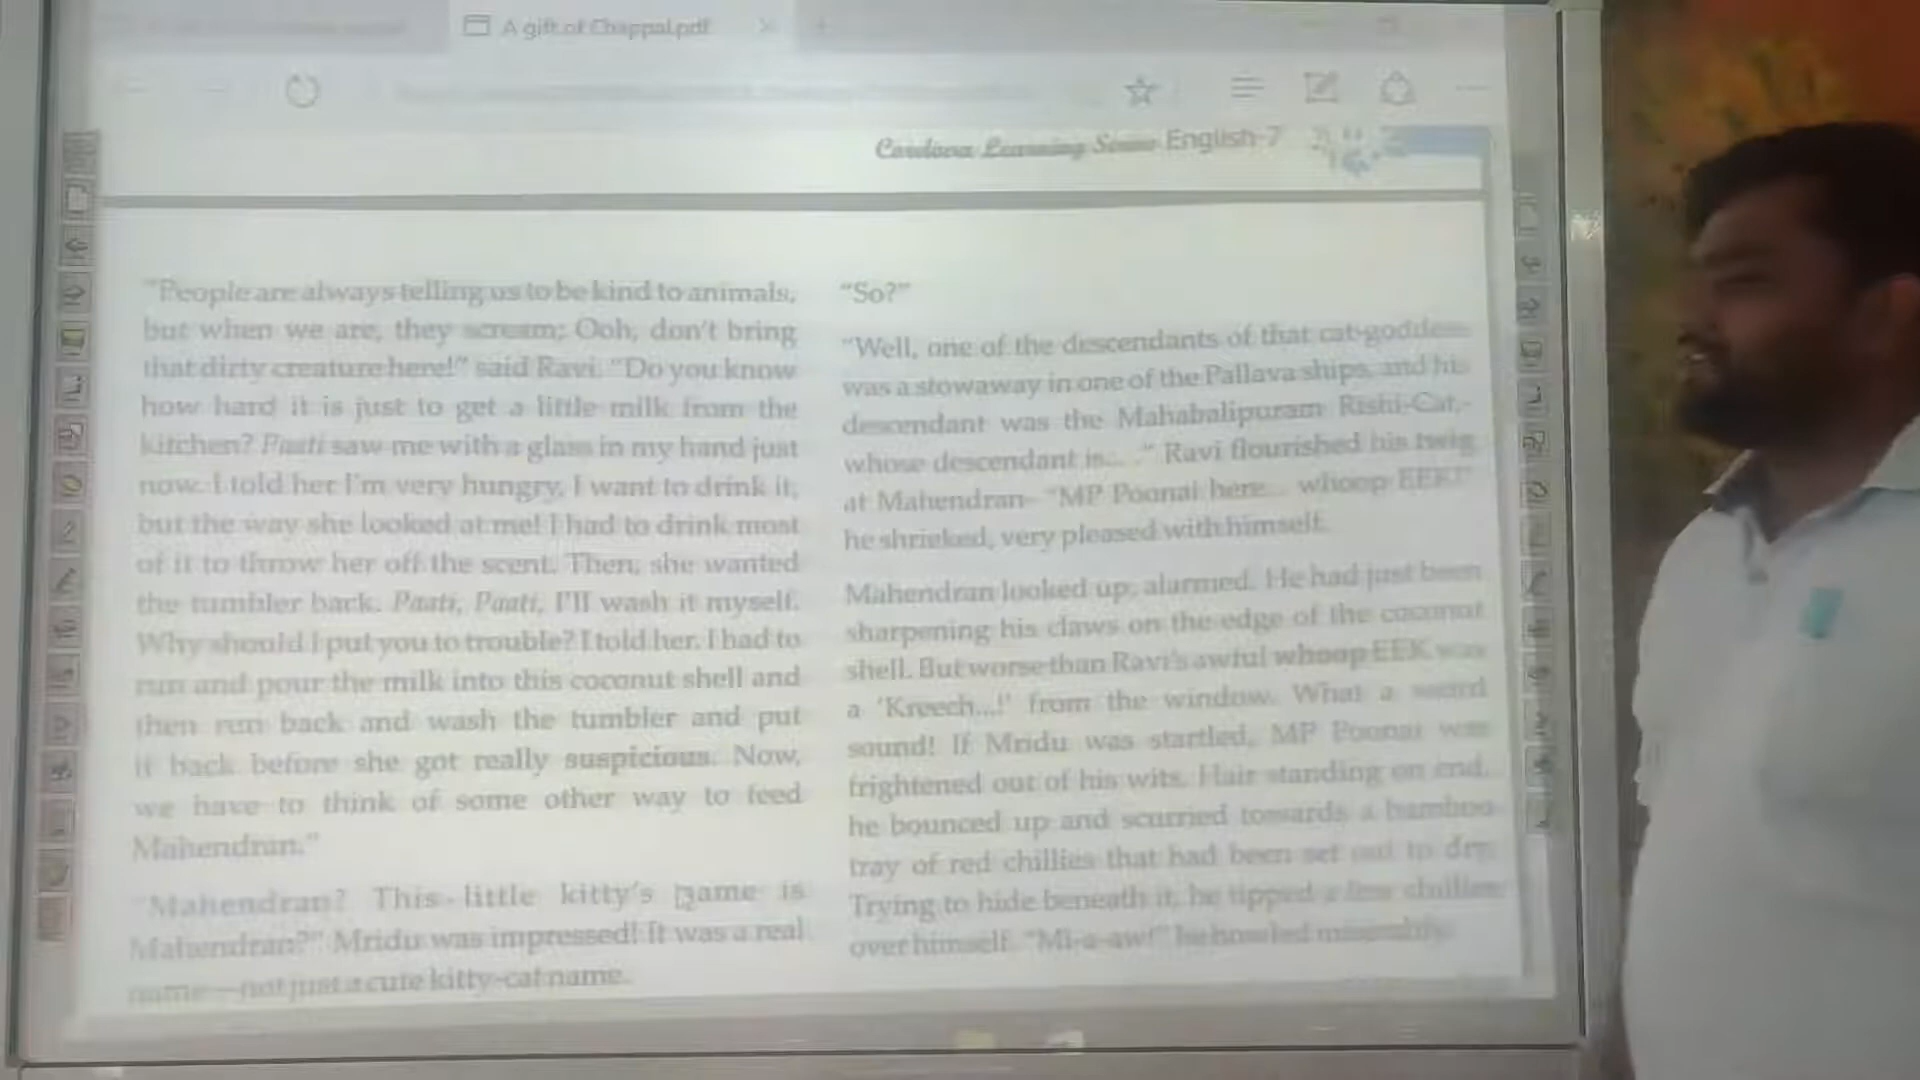 A gift of Chappal.pdf
Cordova Learning Series English-7
"People are always telling us to be kind to animals,
but when we are, they scream; Ooh, don't bring
that dirty creature here!" said Ravi. "Do you know
how hard it is just to get a little milk from the
kitchen? Paati saw me with a glass in my hand just
now. I told her I'm very hungry, I want to drink it,
but the way she looked at me! I had to drink most
of it to throw her off the scent. Then, she wanted
the tumbler back. Paati, Paati, I'll wash it myself.
Why should I put you to trouble? I told her. I had to
run and pour the milk into this coconut shell and
then run back and wash the tumbler and put
it back before she got really suspicious. Now,
we have to think of some other way to feed
Mahendran."
"Mahendran? This little kitty's name is
Mahendran?" Mridu was impressed! It was a real
name—not just a cute kitty-cat name.
"So?"
"Well, one of the descendants of that cat-goddess
was a stowaway in one of the Pallava ships, and his
descendant was the Mahabalipuram Rishi-Cat,-
whose descendant is... ." Ravi flourished his twig
at Mahendran- "MP Poonai here... whoop EEK!"
he shrieked, very pleased with himself.
Mahendran looked up, alarmed. He had just been
sharpening his claws on the edge of the coconut
shell. But worse than Ravi's awful whoop EEK was
a 'Kreech...!' from the window. What a weird
sound! If Mridu was startled, MP Poonai was
frightened out of his wits. Hair standing on end,
he bounced up and scurried towards a bamboo
tray of red chillies that had been set out to dry.
Trying to hide beneath it, he tipped a few chillies
over himself. "Mi-a-aw!" he howled miserably.